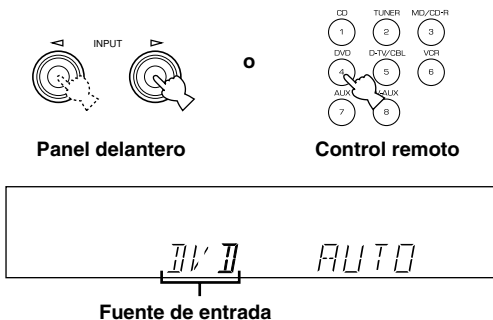 CD TUNER MD/CD-R
INPUT
1 2 3
DVD D-TV/CBL VCR
o
4 5 6
AUX V-AUX
7 8
Panel delantero Control remoto
DVD AUTO
Fuente de entrada